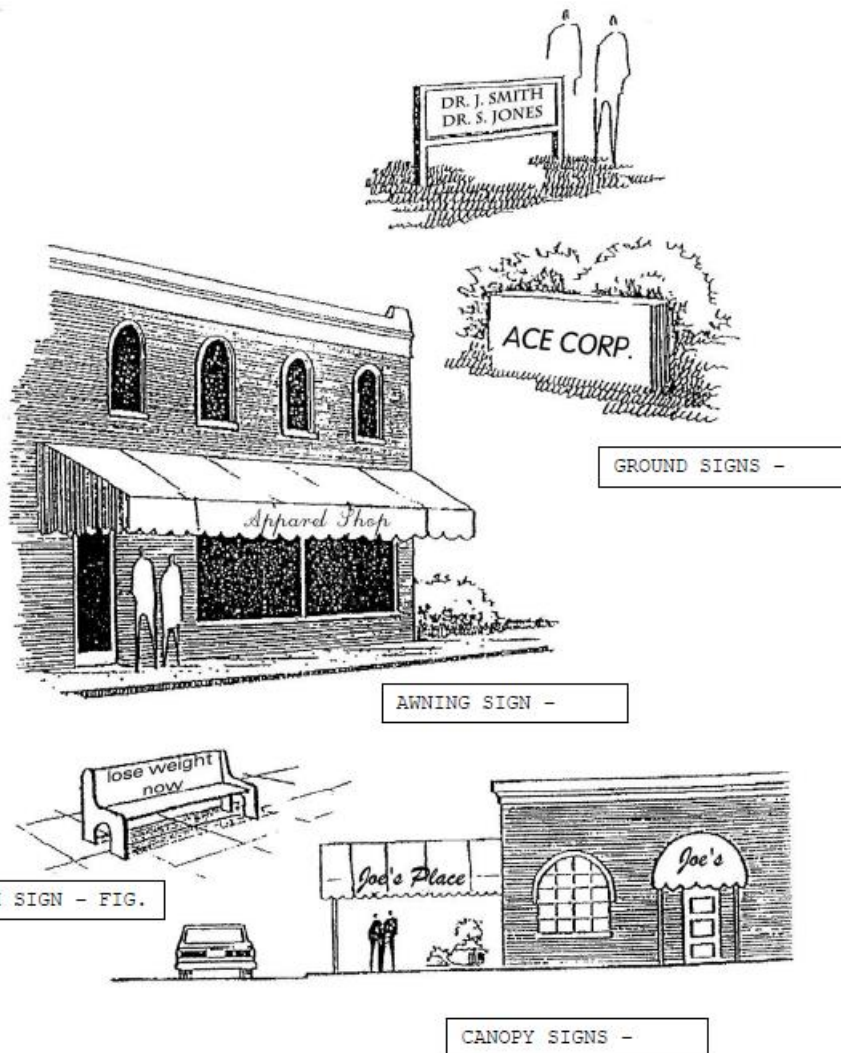 DR. J. SMITH
DR. S. JONES
ACE CORP.
GROUND SIGNS –
Apparel Shop
AWNING SIGN –
lose weight
now
SIGN – FIG.
Joe's Place
Joe's
CANOPY SIGNS –